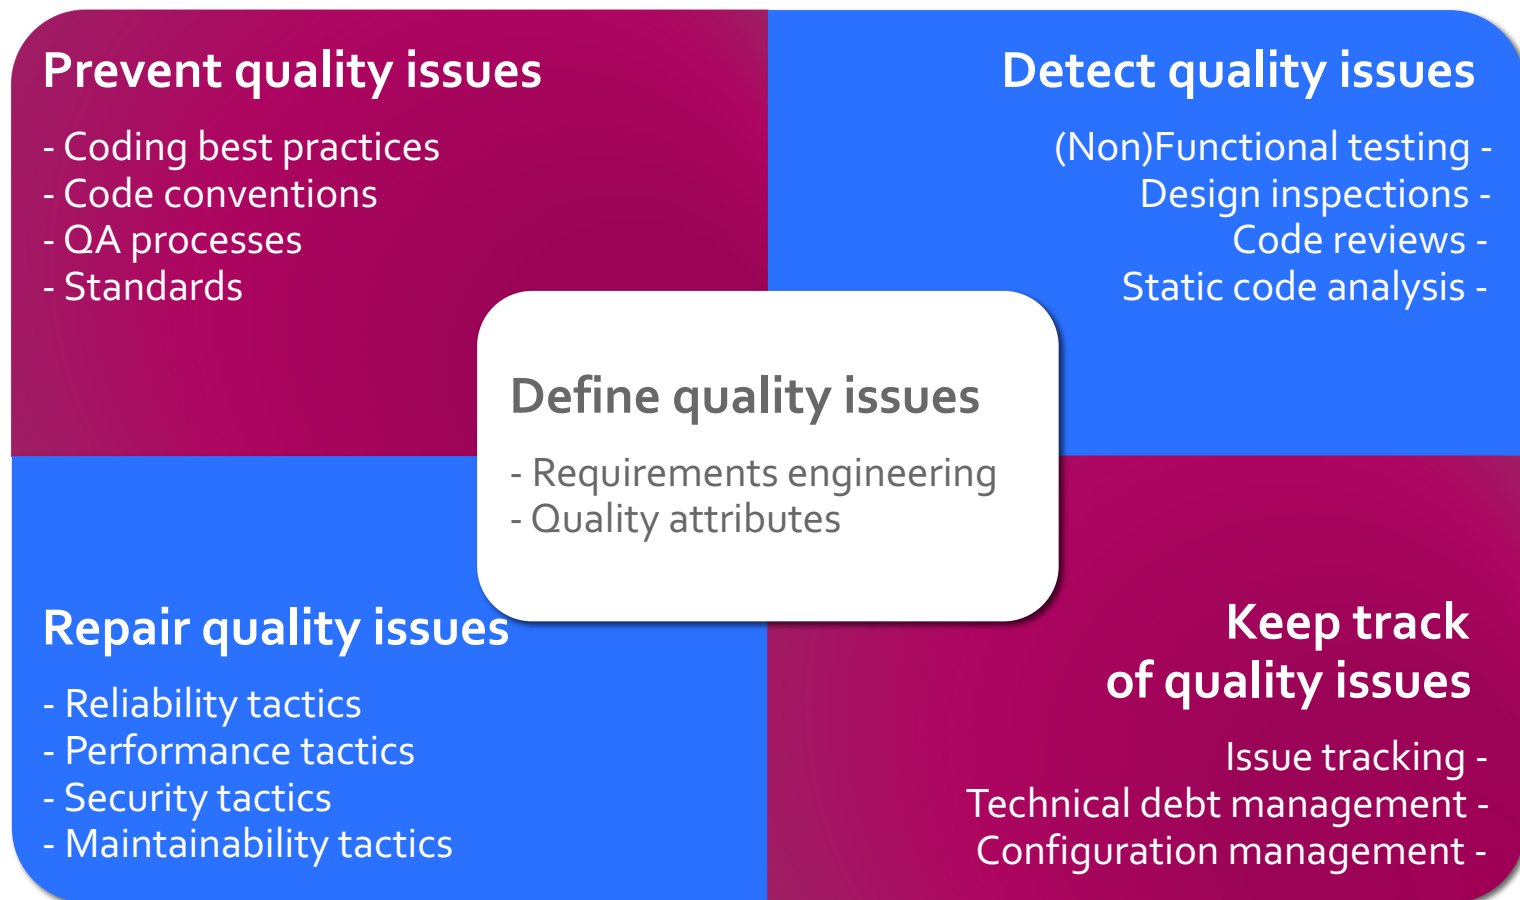 Prevent quality issues
- Coding best practices
- Code conventions
- QA processes
- Standards
Detect quality issues
(Non)Functional testing -
Design inspections -
Code reviews -
Static code analysis -
Define quality issues
- Requirements engineering
- Quality attributes
Repair quality issues
- Reliability tactics
- Performance tactics
- Security tactics
- Maintainability tactics
Keep track
of quality issues
Issue tracking -
Technical debt management -
Configuration management -